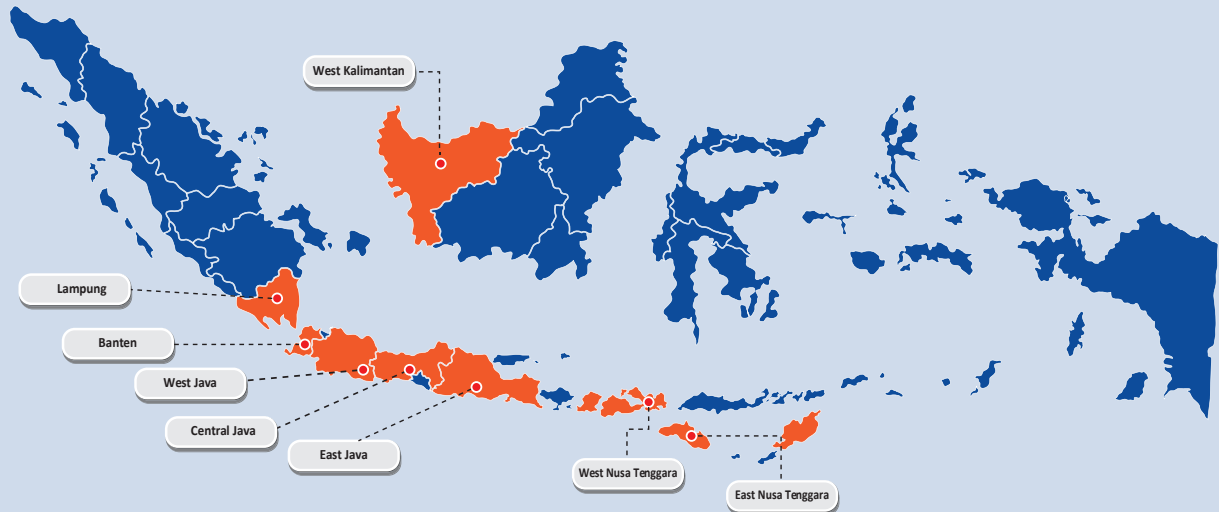 West Kalimantan
Lampung
Banten
West Java
Central Java
East Java
West Nusa Tenggara
East Nusa Tenggara